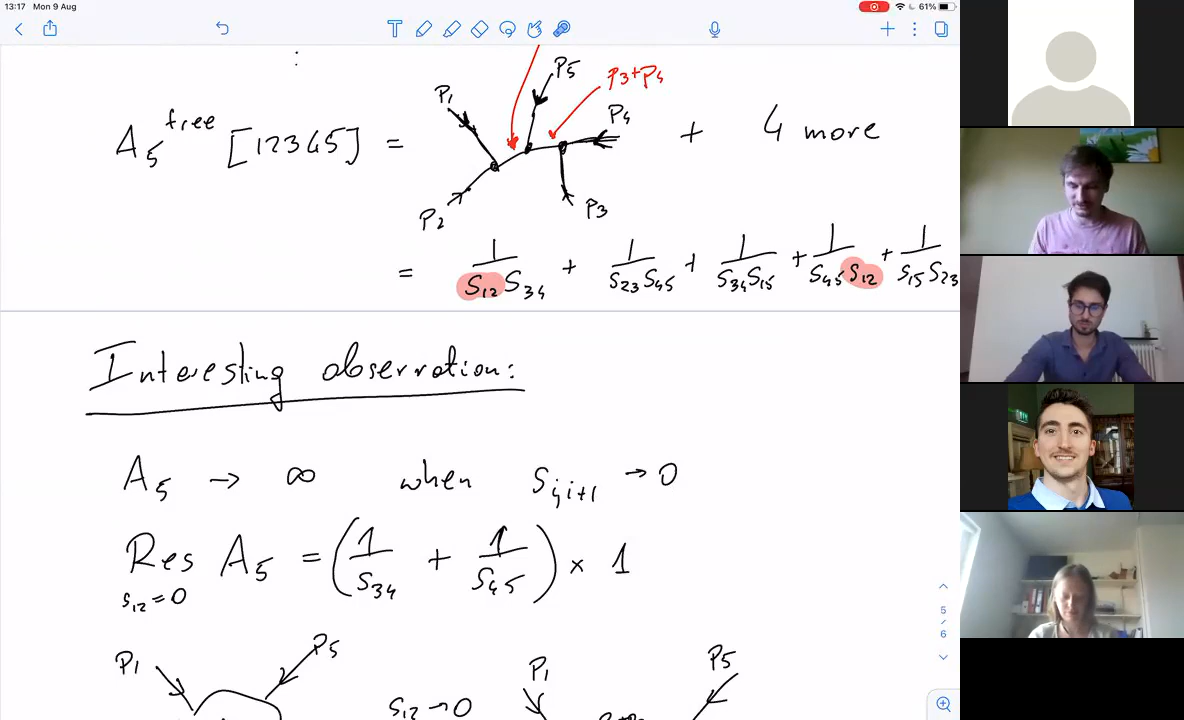 13:17 Mon 9 Aug
61%
P5
P3+P4
P1
P4
A5 free [12345] =
+ 4 more
P2
P3
= 1/(S12 S34) + 1/(S23 S45) + 1/(S34 S15) + 1/(S45 S12) + 1/(S15 S23
Interesting observation:
A5 → ∞ when Si,i+1 → 0
Res A5 = (1/S34 + 1/S45) × 1
S12=0
P1
P5
S12→0
P1
P5
5
/
6